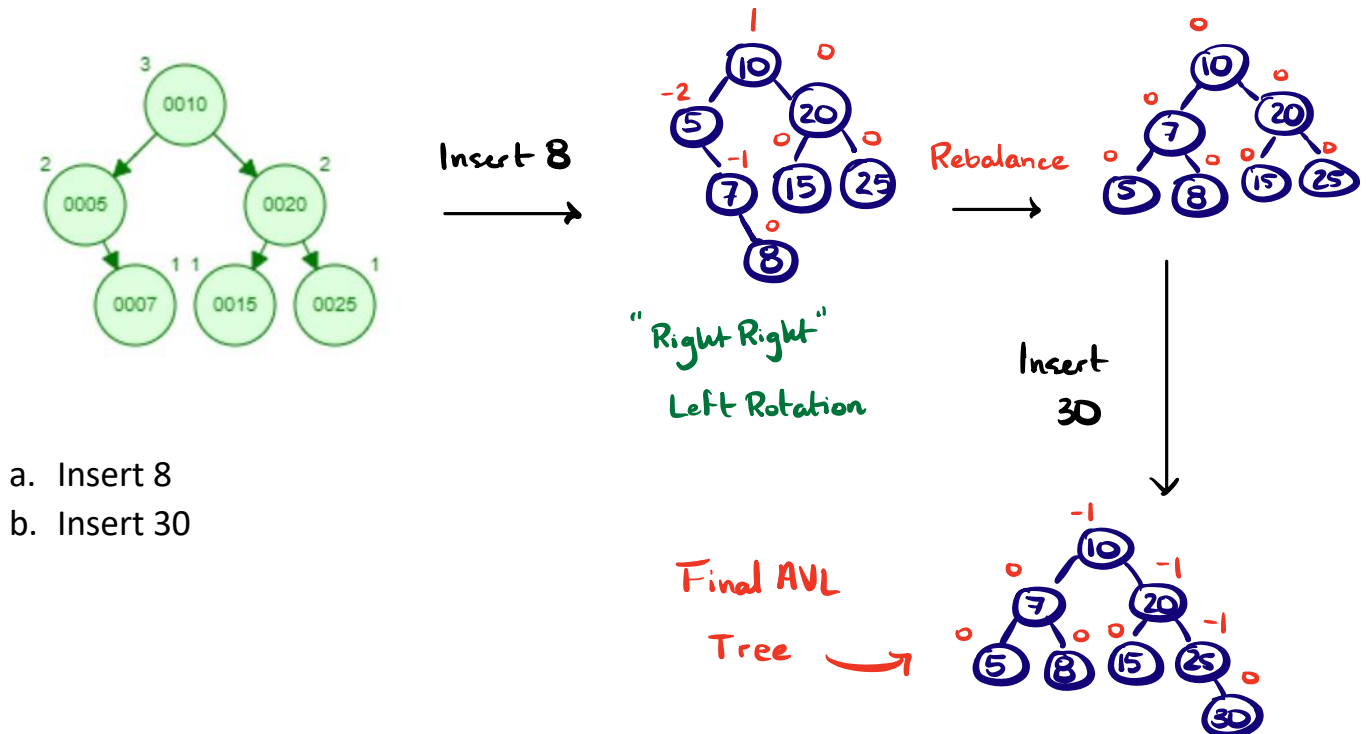 3
0010
2 2
0005 0020
1 1 1
0007 0015 0025
Insert 8
1
10 0
-2
5 20
0 0
-1
7 15 25
0
8
"Right Right"
Left Rotation
Rebalance
0
10 0
0
7 20
0 0 0 0
5 8 15 25
Insert
30
a. Insert 8
b. Insert 30
Final AVL
Tree
-1
10
0 -1
7 20
0 0 0 -1
5 8 15 25
0
30